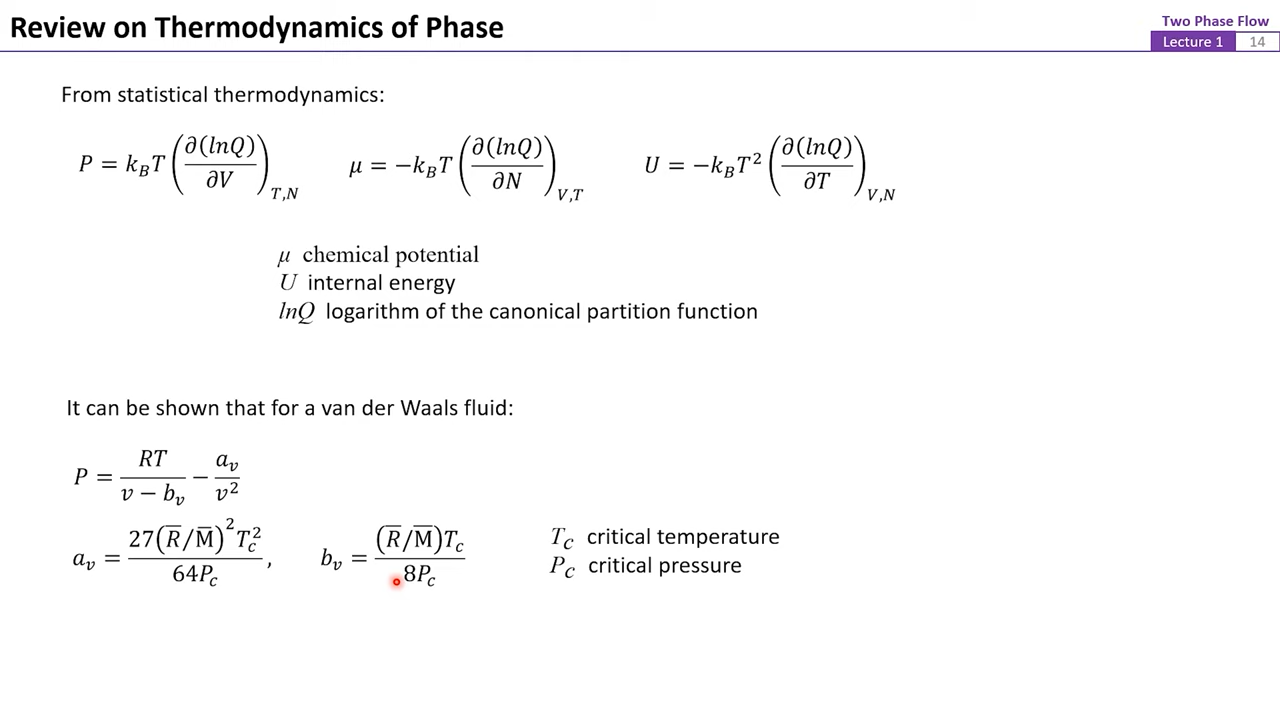 Review on Thermodynamics of Phase
Two Phase Flow
Lecture 1 14
From statistical thermodynamics:
P = k_B T (∂(lnQ)/∂V)_{T,N} μ = −k_B T (∂(lnQ)/∂N)_{V,T} U = −k_B T² (∂(lnQ)/∂T)_{V,N}
μ chemical potential
U internal energy
lnQ logarithm of the canonical partition function
It can be shown that for a van der Waals fluid:
P = RT/(v − b_v) − a_v/v²
a_v = 27(R̅/M̅)² T_c²/64P_c, b_v = (R̅/M̅)T_c/8P_c T_c critical temperature
P_c critical pressure